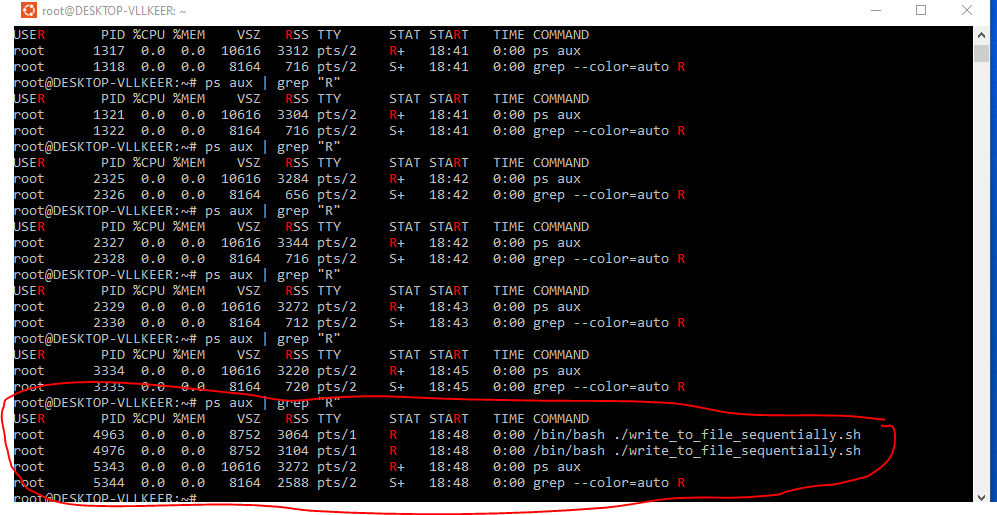 root@DESKTOP-VLLKEER: ~
USER PID %CPU %MEM VSZ RSS TTY STAT START TIME COMMAND
root 1317 0.0 0.0 10616 3312 pts/2 R+ 18:41 0:00 ps aux
root 1318 0.0 0.0 8164 716 pts/2 S+ 18:41 0:00 grep --color=auto R
root@DESKTOP-VLLKEER:~# ps aux | grep "R"
USER PID %CPU %MEM VSZ RSS TTY STAT START TIME COMMAND
root 1321 0.0 0.0 10616 3304 pts/2 R+ 18:41 0:00 ps aux
root 1322 0.0 0.0 8164 716 pts/2 S+ 18:41 0:00 grep --color=auto R
root@DESKTOP-VLLKEER:~# ps aux | grep "R"
USER PID %CPU %MEM VSZ RSS TTY STAT START TIME COMMAND
root 2325 0.0 0.0 10616 3284 pts/2 R+ 18:42 0:00 ps aux
root 2326 0.0 0.0 8164 656 pts/2 S+ 18:42 0:00 grep --color=auto R
root@DESKTOP-VLLKEER:~# ps aux | grep "R"
USER PID %CPU %MEM VSZ RSS TTY STAT START TIME COMMAND
root 2327 0.0 0.0 10616 3344 pts/2 R+ 18:42 0:00 ps aux
root 2328 0.0 0.0 8164 716 pts/2 S+ 18:42 0:00 grep --color=auto R
root@DESKTOP-VLLKEER:~# ps aux | grep "R"
USER PID %CPU %MEM VSZ RSS TTY STAT START TIME COMMAND
root 2329 0.0 0.0 10616 3272 pts/2 R+ 18:43 0:00 ps aux
root 2330 0.0 0.0 8164 712 pts/2 S+ 18:43 0:00 grep --color=auto R
root@DESKTOP-VLLKEER:~# ps aux | grep "R"
USER PID %CPU %MEM VSZ RSS TTY STAT START TIME COMMAND
root 3334 0.0 0.0 10616 3220 pts/2 R+ 18:45 0:00 ps aux
root 3335 0.0 0.0 8164 720 pts/2 S+ 18:45 0:00 grep --color=auto R
root@DESKTOP-VLLKEER:~# ps aux | grep "R"
USER PID %CPU %MEM VSZ RSS TTY STAT START TIME COMMAND
root 4963 0.0 0.0 8752 3064 pts/1 R 18:48 0:00 /bin/bash ./write_to_file_sequentially.sh
root 4976 0.0 0.0 8752 3104 pts/1 R 18:48 0:00 /bin/bash ./write_to_file_sequentially.sh
root 5343 0.0 0.0 10616 3272 pts/2 R+ 18:48 0:00 ps aux
root 5344 0.0 0.0 8164 2588 pts/2 S+ 18:48 0:00 grep --color=auto R
root@DESKTOP-VLLKEER:~#